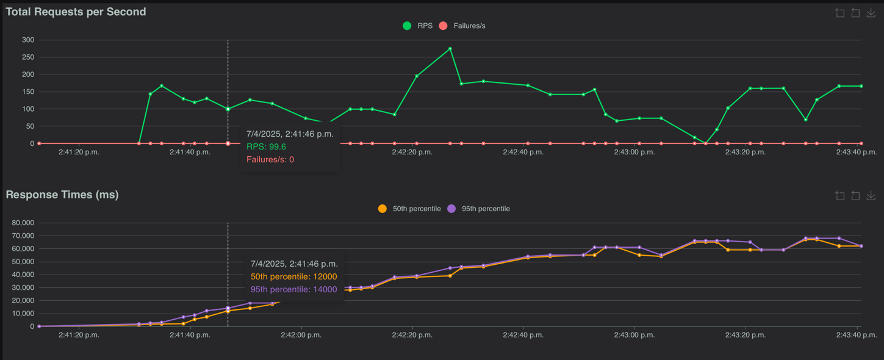 Total Requests per Second
RPS Failures/s
300
250
200
150
100
50
0
7/4/2025, 2:41:46 p.m.
RPS: 99.6
Failures/s: 0
2:41:20 p.m. 2:41:40 p.m. 2:42:20 p.m. 2:42:40 p.m. 2:43:00 p.m. 2:43:20 p.m. 2:43:40 p.m.
Response Times (ms)
50th percentile 95th percentile
80,000
70,000
60,000
50,000
40,000
30,000
20,000
10,000
0
7/4/2025, 2:41:46 p.m.
50th percentile: 12000
95th percentile: 14000
2:41:20 p.m. 2:41:40 p.m. 2:42:00 p.m. 2:42:20 p.m. 2:42:40 p.m. 2:43:00 p.m. 2:43:20 p.m. 2:43:40 p.m.